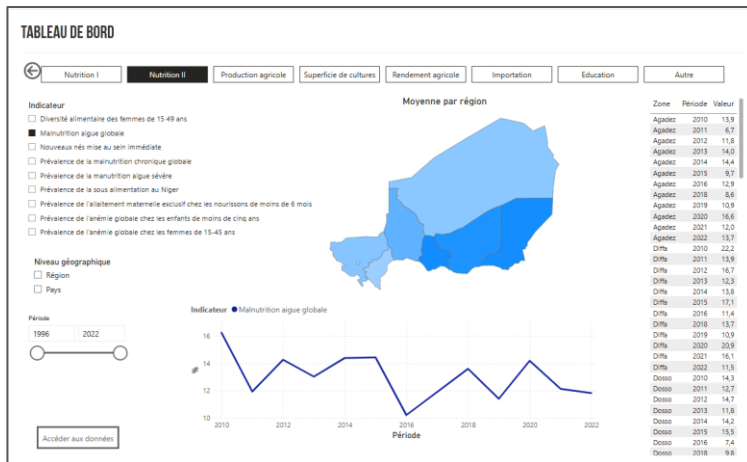 TABLEAU DE BORD
Nutrition I
Nutrition II
Production agricole
Superficie de cultures
Rendement agricole
Importation
Education
Autre
Indicateur
Diversité alimentaire des femmes de 15 49 ans
Malnutrition aigue globale
Nouveaux nés mise au sein immédiate
Prévalence de la malnutrition chronique globale
Prévalence de la manutrition aigue sévère
Prévalence de la sous alimentation au Niger
Prévalence de l'allaitement maternelle exclusif chez les nourissons de moins de 6 mois
Prévalence de l'anémie globale chez les enfants de moins de cinq ans
Prévalence de l'anémie globale chez les femmes de 15-45 ans
Niveau géographique
Région
Pays
Période
1996 2022
Accéder aux données
Moyenne par région
Indicateur Malnutrition aigue globale
%
16
14
12
10
2010 2012 2014 2016 2018 2020 2022
Période
Zone Période Valeur
Agadez 2010 13,9
Agadez 2011 6,7
Agadez 2012 11,8
Agadez 2013 14,0
Agadez 2014 14,4
Agadez 2015 9,7
Agadez 2016 12,9
Agadez 2018 8,6
Agadez 2019 10,9
Agadez 2020 16,6
Agadez 2021 12,0
Agadez 2022 13,7
Diffa 2010 22,2
Diffa 2011 13,9
Diffa 2012 16,7
Diffa 2013 12,3
Diffa 2014 13,8
Diffa 2015 17,1
Diffa 2016 11,4
Diffa 2018 13,7
Diffa 2019 10,9
Diffa 2020 20,9
Diffa 2021 16,1
Diffa 2022 11,5
Dosso 2010 14,3
Dosso 2011 12,7
Dosso 2012 14,7
Dosso 2013 11,8
Dosso 2014 14,2
Dosso 2015 15,5
Dosso 2016 7,4
Dosso 2018 9,8